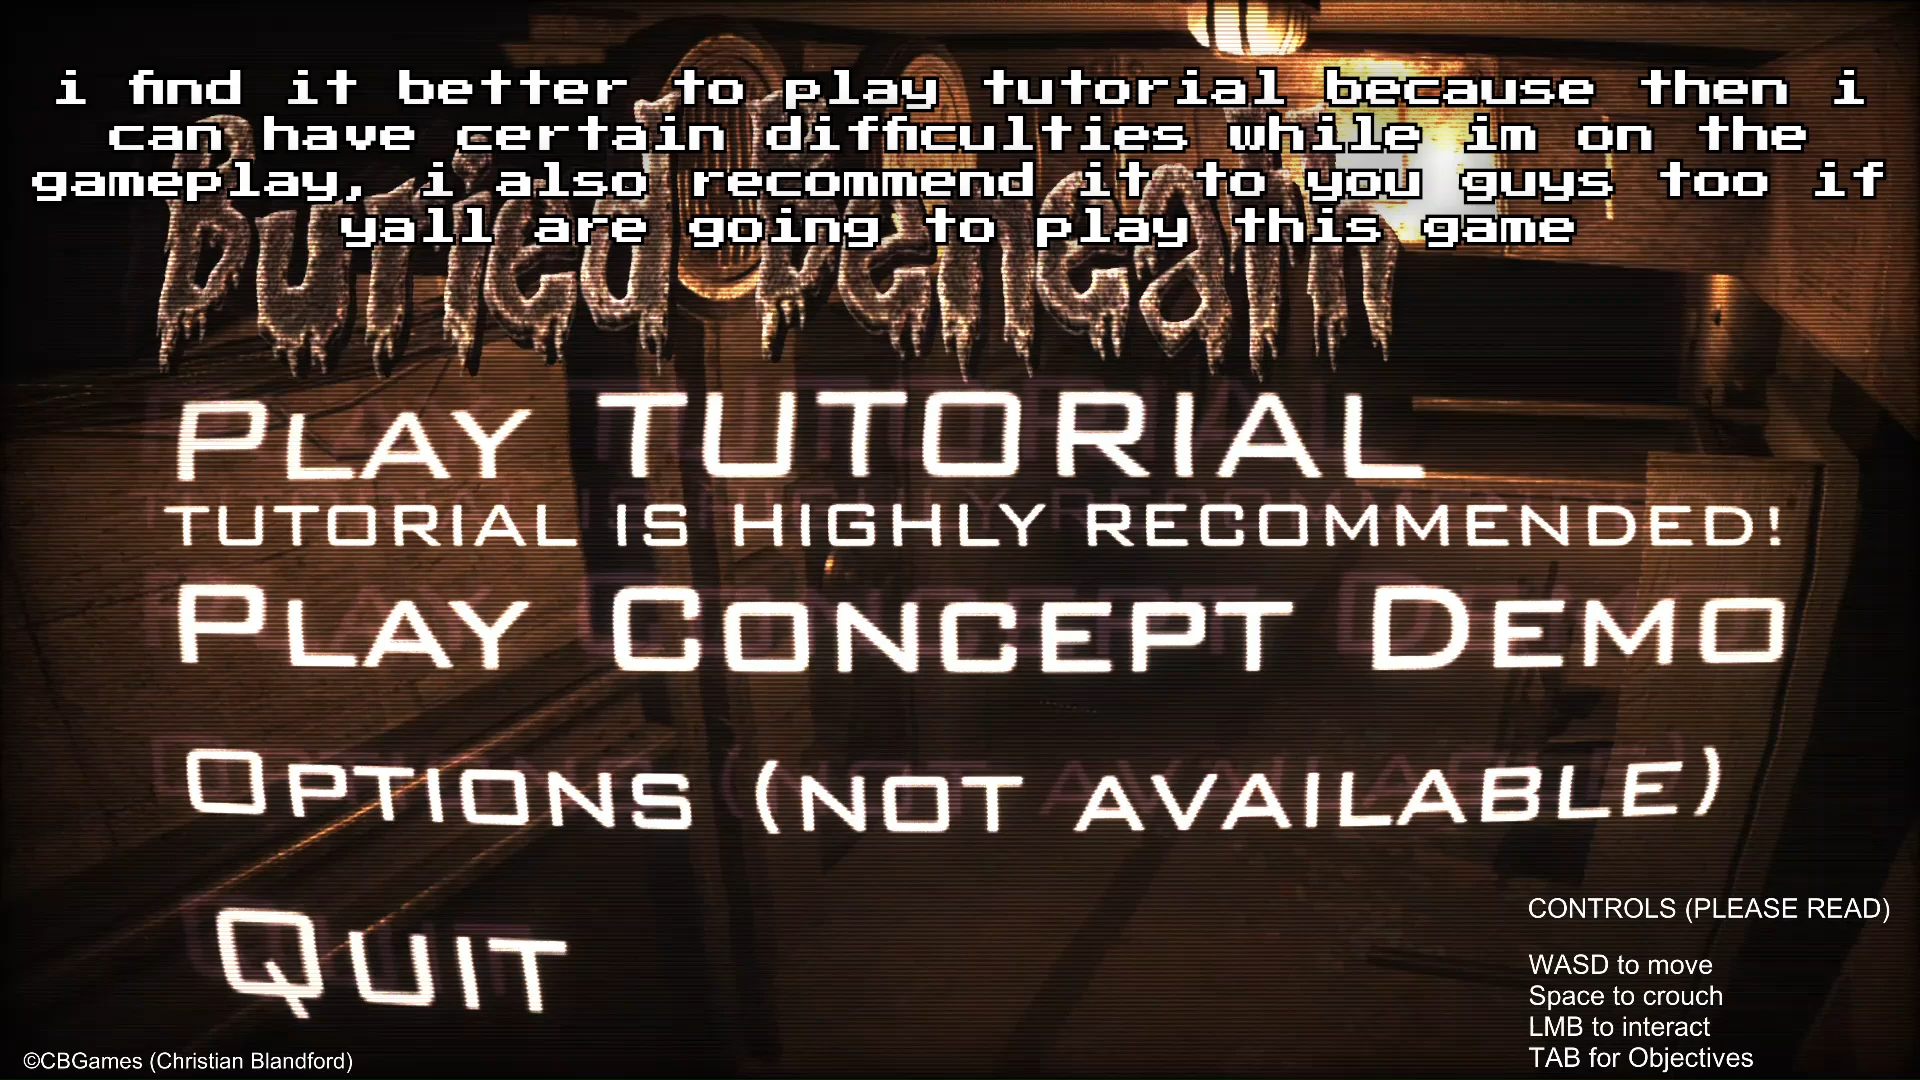 i find it better to play tutorial because then i
can have certain difficulties while im on the
gameplay, i also recommend it to you guys too if
yall are going to play this game
Buried Beneath
PLAY TUTORIAL
TUTORIAL IS HIGHLY RECOMMENDED!
PLAY CONCEPT DEMO
OPTIONS (NOT AVAILABLE)
QUIT
CONTROLS (PLEASE READ)
WASD to move
Space to crouch
LMB to interact
TAB for Objectives
©CBGames (Christian Blandford)